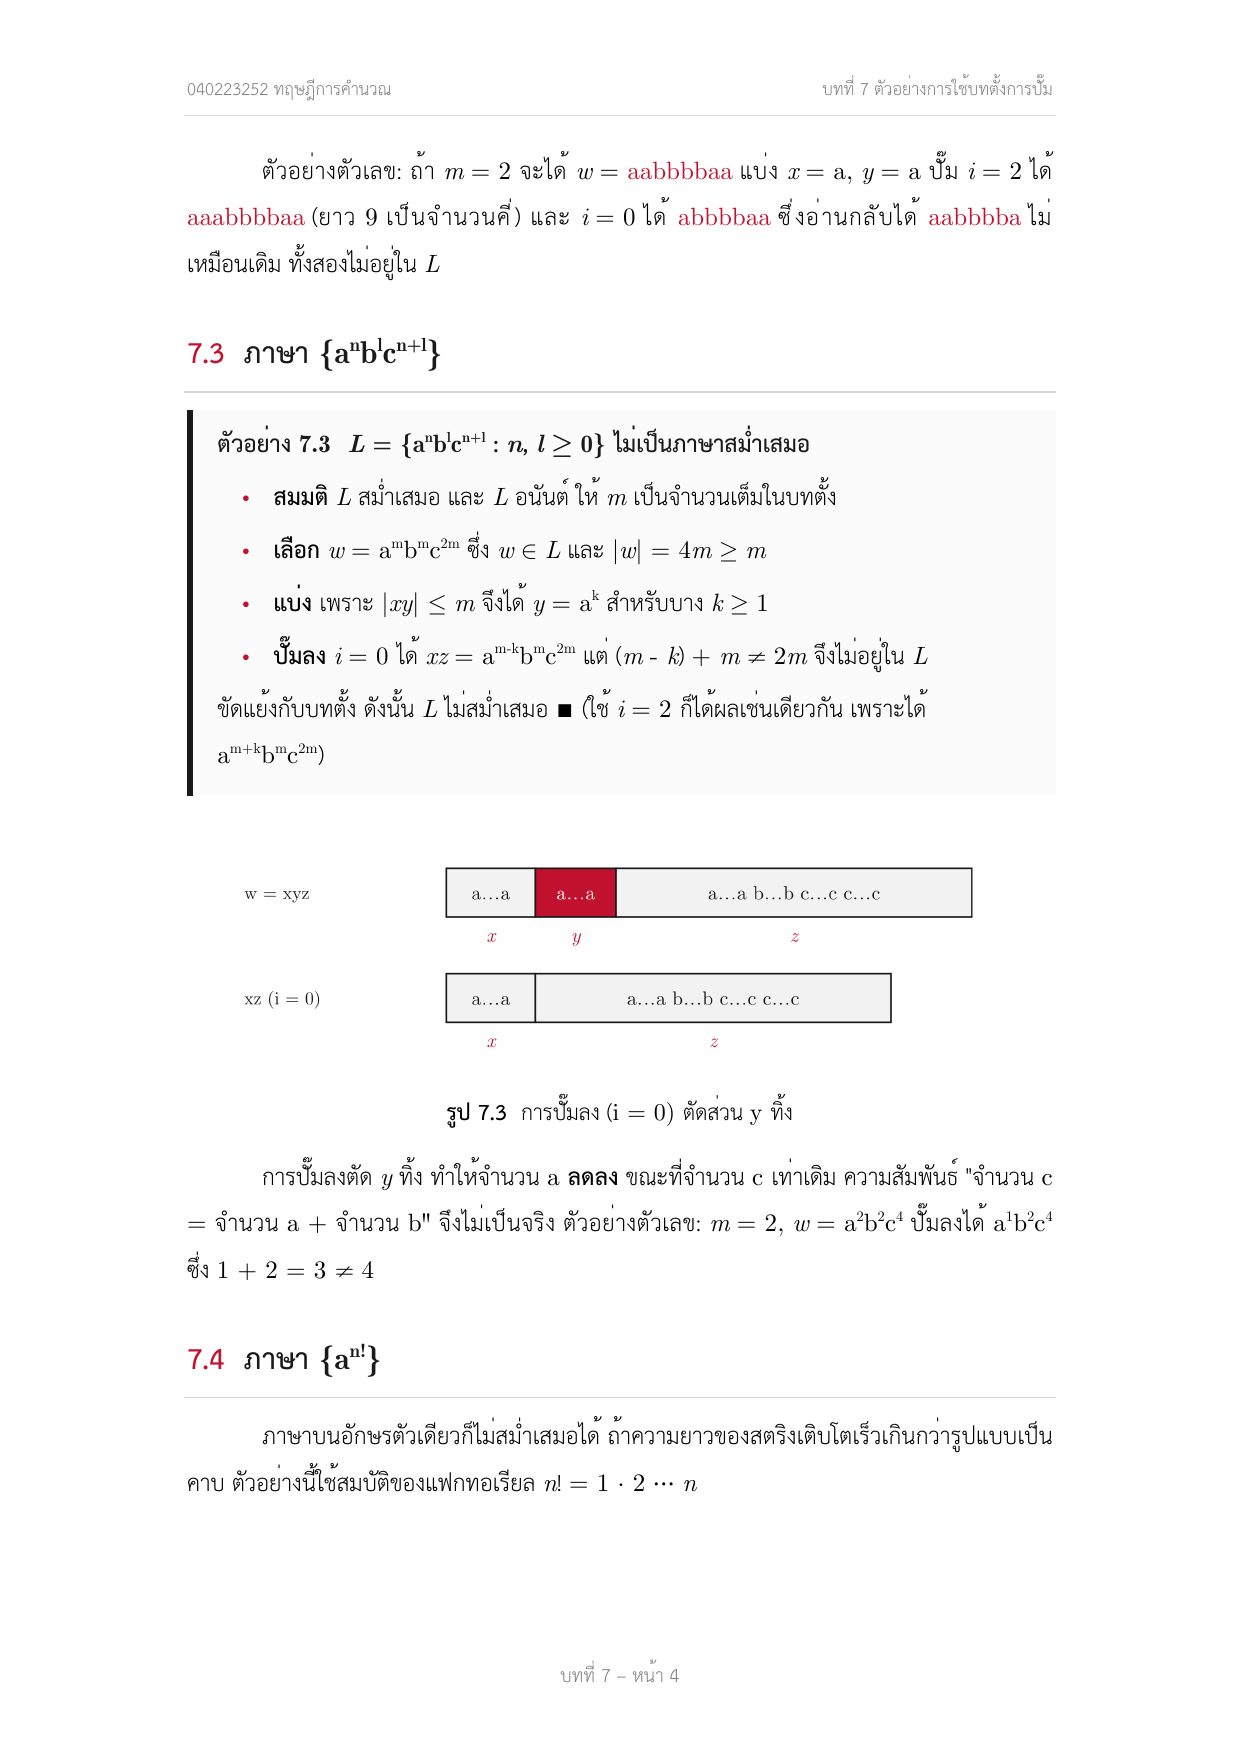 040223252 ทฤษฎีการคำนวณ บทที่ 7 ตัวอย่างการใช้บทตั้งการปั๊ม
ตัวอย่างตัวเลข: ถ้า m = 2 จะได้ w = aabbbbaa แบ่ง x = a, y = a ปั๊ม i = 2 ได้
aaabbbbaa (ยาว 9 เป็นจำนวนคี่) และ i = 0 ได้ abbbbaa ซึ่งอ่านกลับได้ aabbbba ไม่
เหมือนเดิม ทั้งสองไม่อยู่ใน L
7.3 ภาษา {aⁿbˡcⁿ⁺ˡ}
ตัวอย่าง 7.3 L = {aⁿbˡcⁿ⁺ˡ : n, l ≥ 0} ไม่เป็นภาษาสม่ำเสมอ
• สมมติ L สม่ำเสมอ และ L อนันต์ ให้ m เป็นจำนวนเต็มในบทตั้ง
• เลือก w = aᵐbᵐc²ᵐ ซึ่ง w ∈ L และ |w| = 4m ≥ m
• แบ่ง เพราะ |xy| ≤ m จึงได้ y = aᵏ สำหรับบาง k ≥ 1
• ปั๊มลง i = 0 ได้ xz = aᵐ⁻ᵏbᵐc²ᵐ แต่ (m - k) + m ≠ 2m จึงไม่อยู่ใน L
ขัดแย้งกับบทตั้ง ดังนั้น L ไม่สม่ำเสมอ ■ (ใช้ i = 2 ก็ได้ผลเช่นเดียวกัน เพราะได้
aᵐ⁺ᵏbᵐc²ᵐ)
w = xyz a...a a...a a...a b...b c...c c...c
x y z
xz (i = 0) a...a a...a b...b c...c c...c
x z
รูป 7.3 การปั๊มลง (i = 0) ตัดส่วน y ทิ้ง
การปั๊มลงตัด y ทิ้ง ทำให้จำนวน a ลดลง ขณะที่จำนวน c เท่าเดิม ความสัมพันธ์ "จำนวน c
= จำนวน a + จำนวน b" จึงไม่เป็นจริง ตัวอย่างตัวเลข: m = 2, w = a²b²c⁴ ปั๊มลงได้ a¹b²c⁴
ซึ่ง 1 + 2 = 3 ≠ 4
7.4 ภาษา {aⁿ!}
ภาษาบนอักษรตัวเดียวก็ไม่สม่ำเสมอได้ ถ้าความยาวของสตริงเติบโตเร็วเกินกว่ารูปแบบเป็น
คาบ ตัวอย่างนี้ใช้สมบัติของแฟกทอเรียล n! = 1 · 2 ··· n
บทที่ 7 – หน้า 4